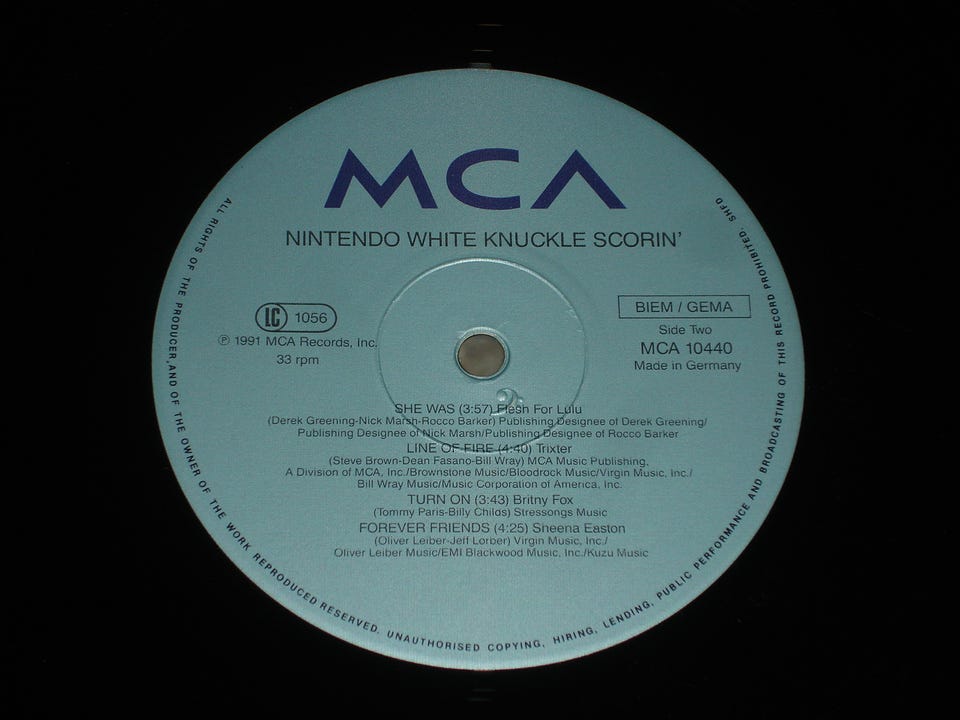 MCA
NINTENDO WHITE KNUCKLE SCORIN'
LC 1056
℗ 1991 MCA Records, Inc.
33 rpm
BIEM / GEMA
Side Two
MCA 10440
Made in Germany
SHE WAS (3:57) Flesh For Lulu
(Derek Greening-Nick Marsh-Rocco Barker) Publishing Designee of Derek Greening/
Publishing Designee of Nick Marsh/Publishing Designee of Rocco Barker
LINE OF FIRE (4:40) Trixter
(Steve Brown-Dean Fasano-Bill Wray) MCA Music Publishing,
A Division of MCA, Inc./Brownstone Music/Bloodrock Music/Virgin Music, Inc./
Bill Wray Music/Music Corporation of America, Inc.
TURN ON (3:43) Britny Fox
(Tommy Paris-Billy Childs) Stressongs Music
FOREVER FRIENDS (4:25) Sheena Easton
(Oliver Leiber-Jeff Lorber) Virgin Music, Inc./
Oliver Leiber Music/EMI Blackwood Music, Inc./Kuzu Music
ALL RIGHTS OF THE PRODUCER, AND OF THE OWNER OF THE WORK REPRODUCED RESERVED. UNAUTHORISED COPYING, HIRING, LENDING, PUBLIC PERFORMANCE AND BROADCASTING OF THIS RECORD PROHIBITED. SHFD